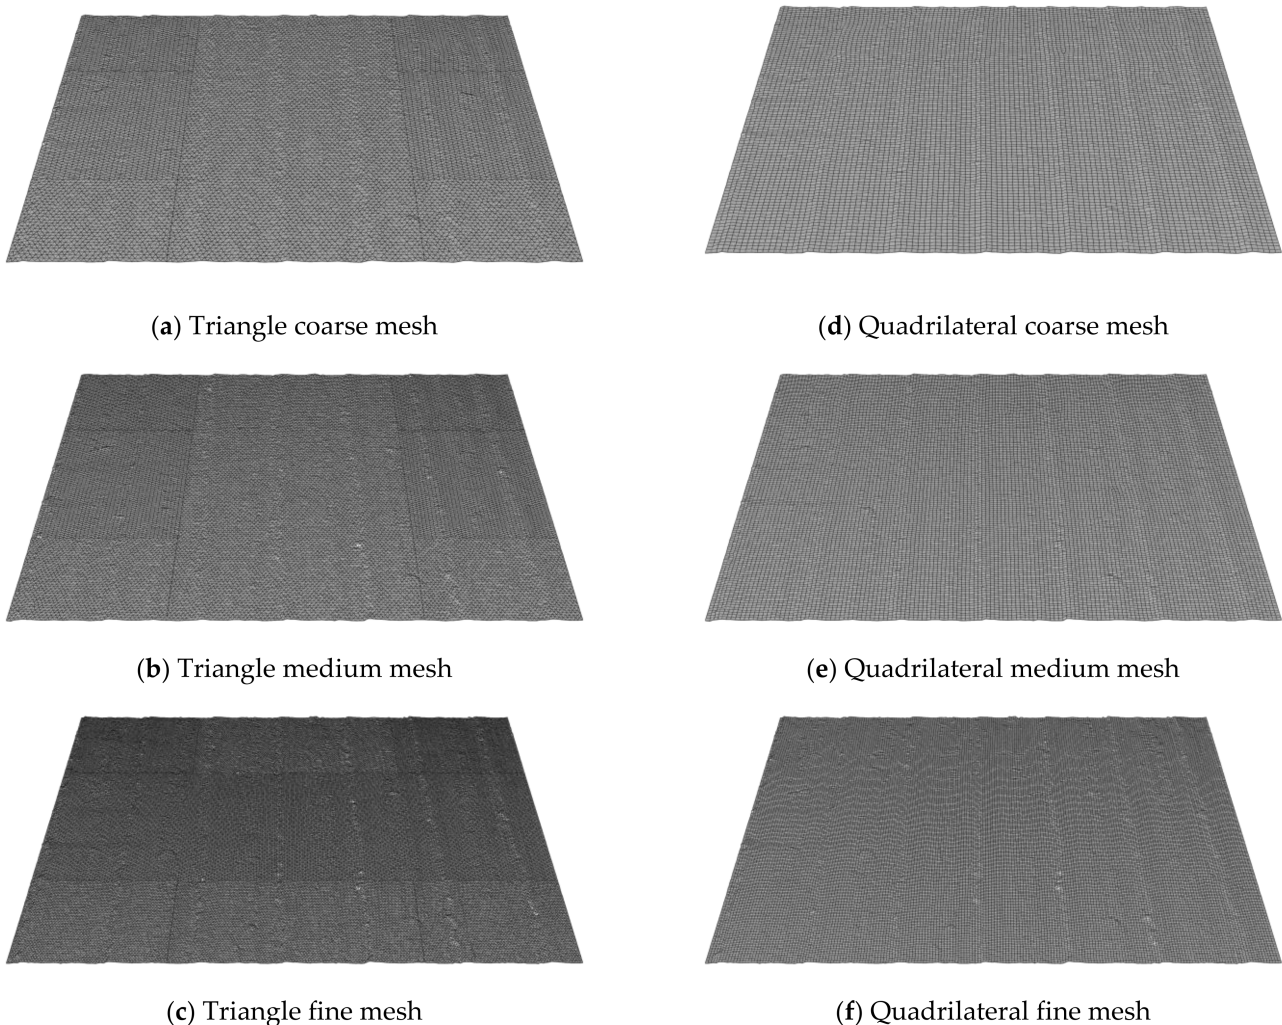 (a) Triangle coarse mesh
(d) Quadrilateral coarse mesh
(b) Triangle medium mesh
(e) Quadrilateral medium mesh
(c) Triangle fine mesh
(f) Quadrilateral fine mesh